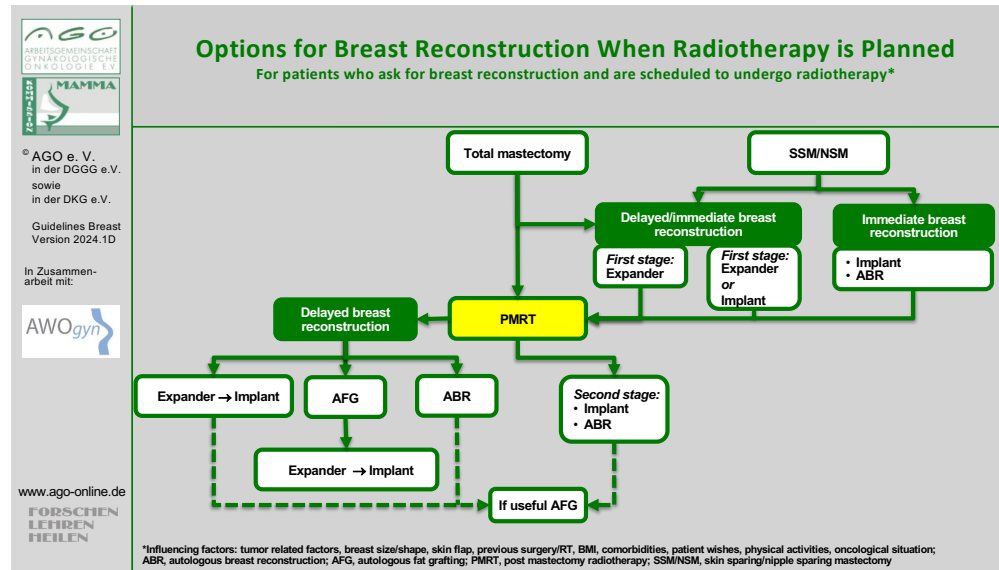 AGO
ARBEITSGEMEINSCHAFT
GYNÄKOLOGISCHE
ONKOLOGIE E.V.
KOMMISSION
MAMMA
© AGO e. V.
in der DGGG e.V.
sowie
in der DKG e.V.
Guidelines Breast
Version 2024.1D
In Zusammen-
arbeit mit:
AWOgyn
www.ago-online.de
FORSCHEN
LEHREN
HEILEN
Options for Breast Reconstruction When Radiotherapy is Planned
For patients who ask for breast reconstruction and are scheduled to undergo radiotherapy*
Total mastectomy
SSM/NSM
Delayed/immediate breast
reconstruction
Immediate breast
reconstruction
First stage:
Expander
First stage:
Expander
or
Implant
• Implant
• ABR
Delayed breast
reconstruction
PMRT
Expander → Implant
AFG
ABR
Second stage:
• Implant
• ABR
Expander → Implant
If useful AFG
*Influencing factors: tumor related factors, breast size/shape, skin flap, previous surgery/RT, BMI, comorbidities, patient wishes, physical activities, oncological situation;
ABR, autologous breast reconstruction; AFG, autologous fat grafting; PMRT, post mastectomy radiotherapy; SSM/NSM, skin sparing/nipple sparing mastectomy